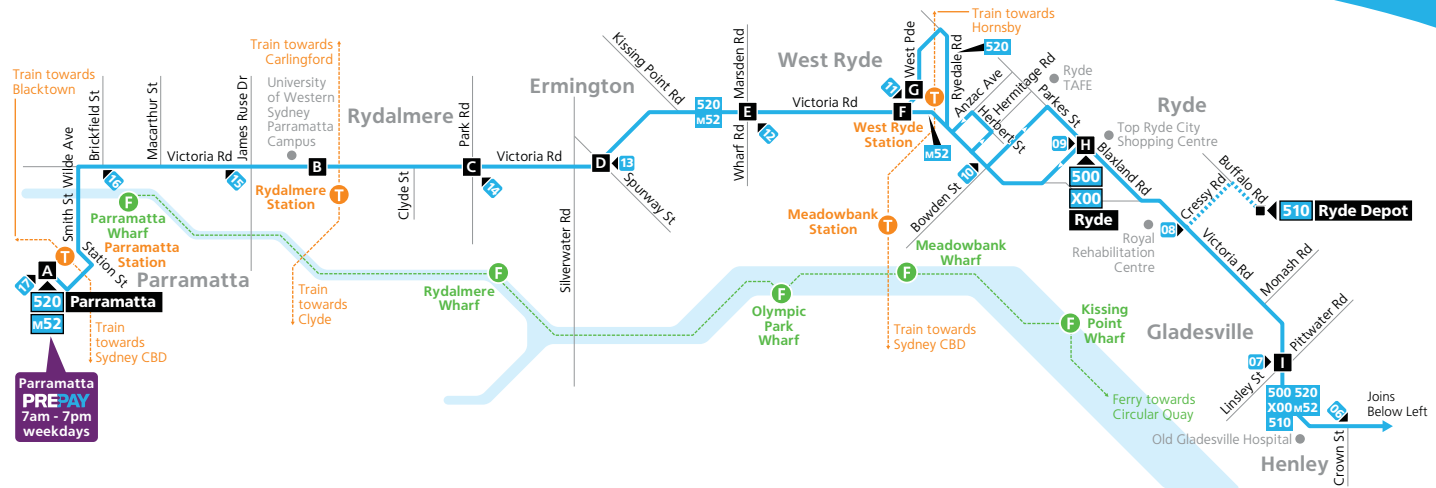 Train towards
Blacktown
Smith St
Wilde Ave
Brickfield St
Macarthur St
Victoria Rd
James Ruse Dr
16
15
Train towards
Carlingford
University
of Western
Sydney
Parramatta
Campus
B
Rydalmere
Station
T
F
Parramatta
Wharf
Parramatta
Station
T
Station St
Parramatta
A
17
520
Parramatta
M52
Train
towards
Sydney CBD
Parramatta
PREPAY
7am - 7pm
weekdays
Train
towards
Clyde
Rydalmere
Clyde St
Park Rd
C
14
Victoria Rd
F
Rydalmere
Wharf
Ermington
Silverwater Rd
D
13
Spurway St
Kissing Point Rd
520
M52
Marsden Rd
E
Wharf Rd
12
Victoria Rd
West Ryde
11
West Pde
G
F
T
West Ryde
Station
M52
Train towards
Hornsby
Ryedale Rd
520
Anzac Ave
Herbert St
Hermitage Rd
Parkes St
Ryde
TAFE
Ryde
Top Ryde City
Shopping Centre
09
H
500
X00
Ryde
10
Bowden St
Meadowbank
Station
T
Blaxland Rd
Royal
Rehabilitation
Centre
08
Cressy Rd
Buffalo Rd
510
Ryde Depot
Victoria Rd
Monash Rd
F
Olympic
Park
Wharf
F
Meadowbank
Wharf
Train towards
Sydney CBD
F
Kissing
Point
Wharf
Ferry towards
Circular Quay
Gladesville
Pittwater Rd
07
I
Linsley St
500 520
X00 M52
510
Old Gladesville Hospital
Henley
06
Crown St
Joins
Below Left